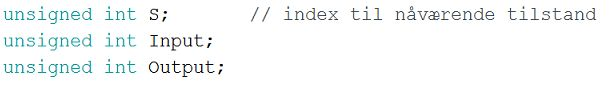 unsigned int S;       // index til nåværende tilstand
unsigned int Input;
unsigned int Output;